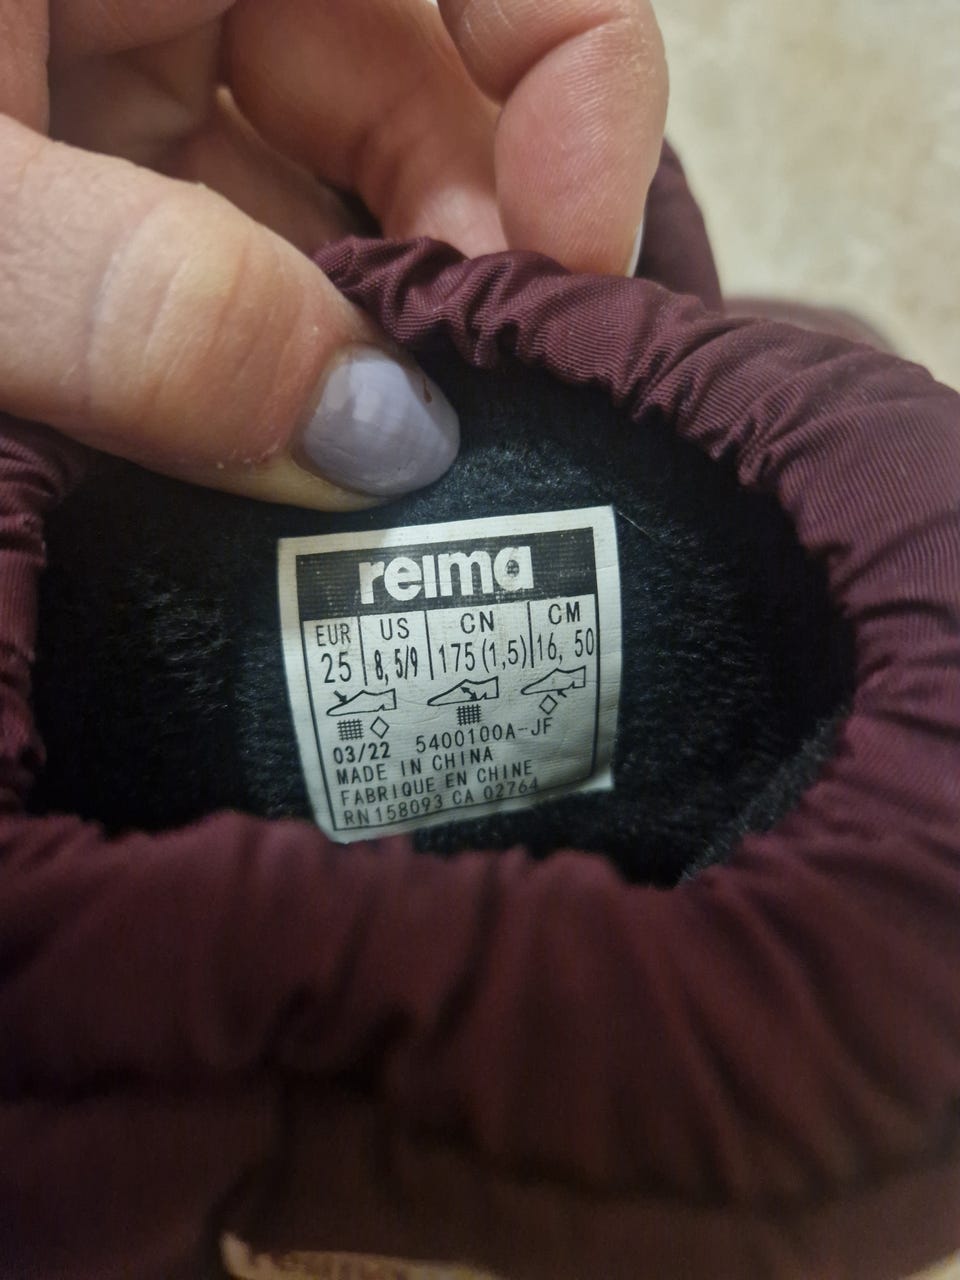 reima
EUR US CN CM
25 8,5/9 175(1,5) 16,50
03/22 5400100A-JF
MADE IN CHINA
FABRIQUE EN CHINE
RN158093 CA 02764